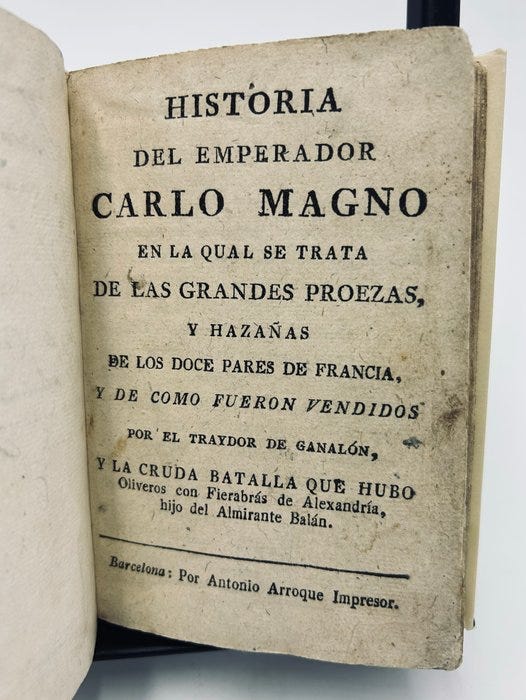 HISTORIA
DEL EMPERADOR
CARLO MAGNO
EN LA QUAL SE TRATA
DE LAS GRANDES PROEZAS,
Y HAZAÑAS
DE LOS DOCE PARES DE FRANCIA,
Y DE COMO FUERON VENDIDOS
POR EL TRAYDOR DE GANALÓN,
Y LA CRUDA BATALLA QUE HUBO
Oliveros con Fierabrás de Alexandría,
hijo del Almirante Balán.
Barcelona: Por Antonio Arroque Impresor.